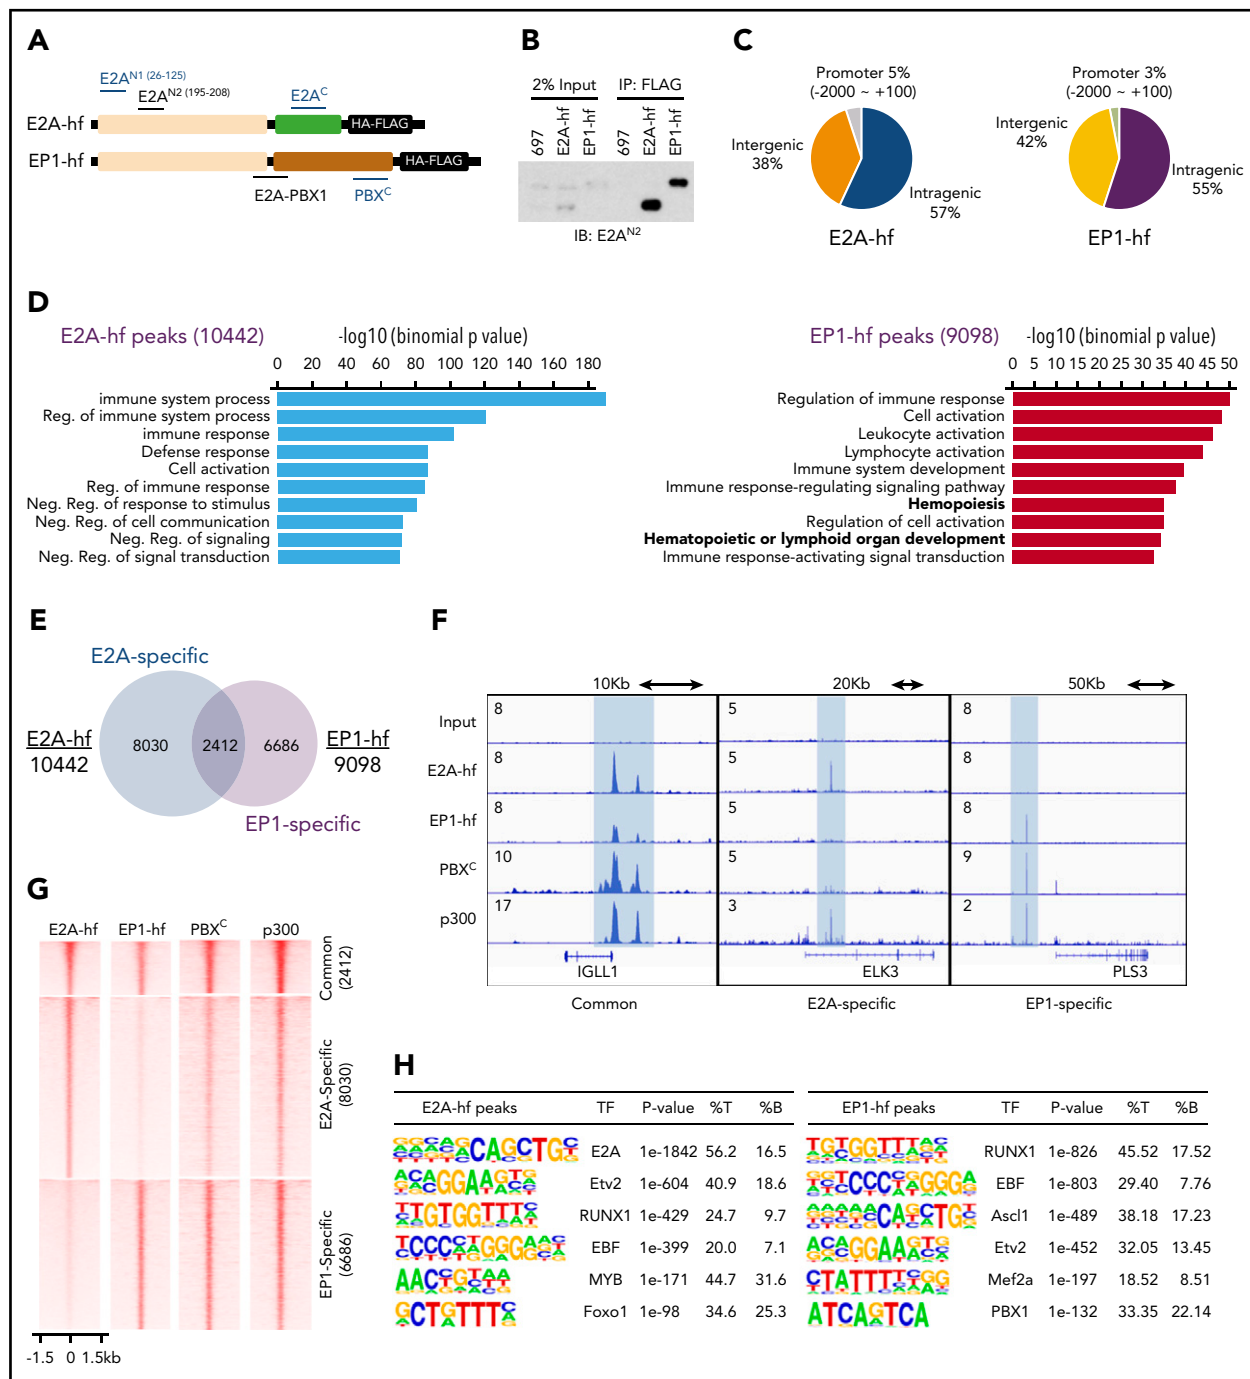 A
E2A^N1 (26-125)
E2A^N2 (195-208)
E2A^C
E2A-hf
HA-FLAG
EP1-hf
HA-FLAG
E2A-PBX1
PBX^C
B
2% Input
IP: FLAG
697
E2A-hf
EP1-hf
697
E2A-hf
EP1-hf
IB: E2A^N2
C
Promoter 5%
(-2000 ~ +100)
Intergenic
38%
Intragenic
57%
E2A-hf
Promoter 3%
(-2000 ~ +100)
Intergenic
42%
Intragenic
55%
EP1-hf
D
E2A-hf peaks (10442)
-log10 (binomial p value)
0 20 40 60 80 100 120 140 160 180
immune system process
Reg. of immune system process
immune response
Defense response
Cell activation
Reg. of immune response
Neg. Reg. of response to stimulus
Neg. Reg. of cell communication
Neg. Reg. of signaling
Neg. Reg. of signal transduction
EP1-hf peaks (9098)
-log10 (binomial p value)
0 5 10 15 20 25 30 35 40 45 50
Regulation of immune response
Cell activation
Leukocyte activation
Lymphocyte activation
Immune system development
Immune response-regulating signaling pathway
Hemopoiesis
Regulation of cell activation
Hematopoietic or lymphoid organ development
Immune response-activating signal transduction
E
E2A-specific
E2A-hf
10442
8030
2412
6686
EP1-hf
9098
EP1-specific
F
10Kb
20Kb
50Kb
Input
8
5
8
E2A-hf
8
5
8
EP1-hf
8
5
8
PBX^C
10
5
9
p300
17
3
2
IGLL1
ELK3
PLS3
Common
E2A-specific
EP1-specific
G
E2A-hf
EP1-hf
PBX^C
p300
Common
(2412)
E2A-Specific
(8030)
EP1-Specific
(6686)
-1.5 0 1.5kb
H
E2A-hf peaks TF P-value %T %B
CAGCTG E2A 1e-1842 56.2 16.5
GGAA Etv2 1e-604 40.9 18.6
TGTGGTTT RUNX1 1e-429 24.7 9.7
TCCC GGG EBF 1e-399 20.0 7.1
AAC G MYB 1e-171 44.7 31.6
GCTGTTT Foxo1 1e-98 34.6 25.3
EP1-hf peaks TF P-value %T %B
TGTGGTTT RUNX1 1e-826 45.52 17.52
CCC GGG EBF 1e-803 29.40 7.76
CAGCTG Ascl1 1e-489 38.18 17.23
GGAA Etv2 1e-452 32.05 13.45
CTATTT Mef2a 1e-197 18.52 8.51
ATCAGTCA PBX1 1e-132 33.35 22.14